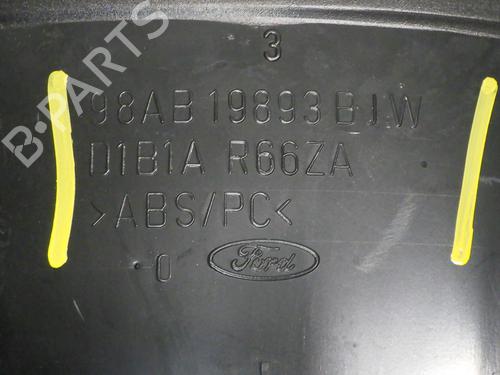 B-PARTS
3
98AB 19893 BJW
D1B1A R66ZA
>ABS/PC<
0
Ford